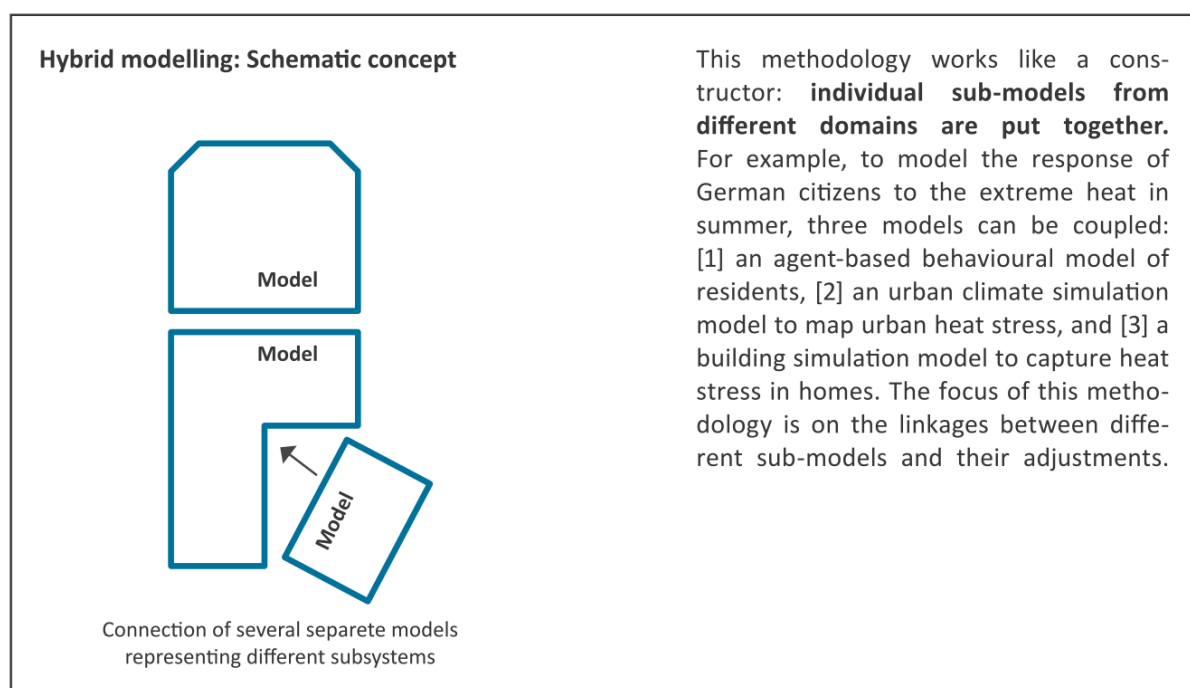 Hybrid modelling: Schematic concept
Model
Model
Model
Connection of several separete models
representing different subsystems
This methodology works like a cons-
tructor: individual sub-models from
different domains are put together.
For example, to model the response of
German citizens to the extreme heat in
summer, three models can be coupled:
[1] an agent-based behavioural model of
residents, [2] an urban climate simulation
model to map urban heat stress, and [3] a
building simulation model to capture heat
stress in homes. The focus of this metho-
dology is on the linkages between diffe-
rent sub-models and their adjustments.